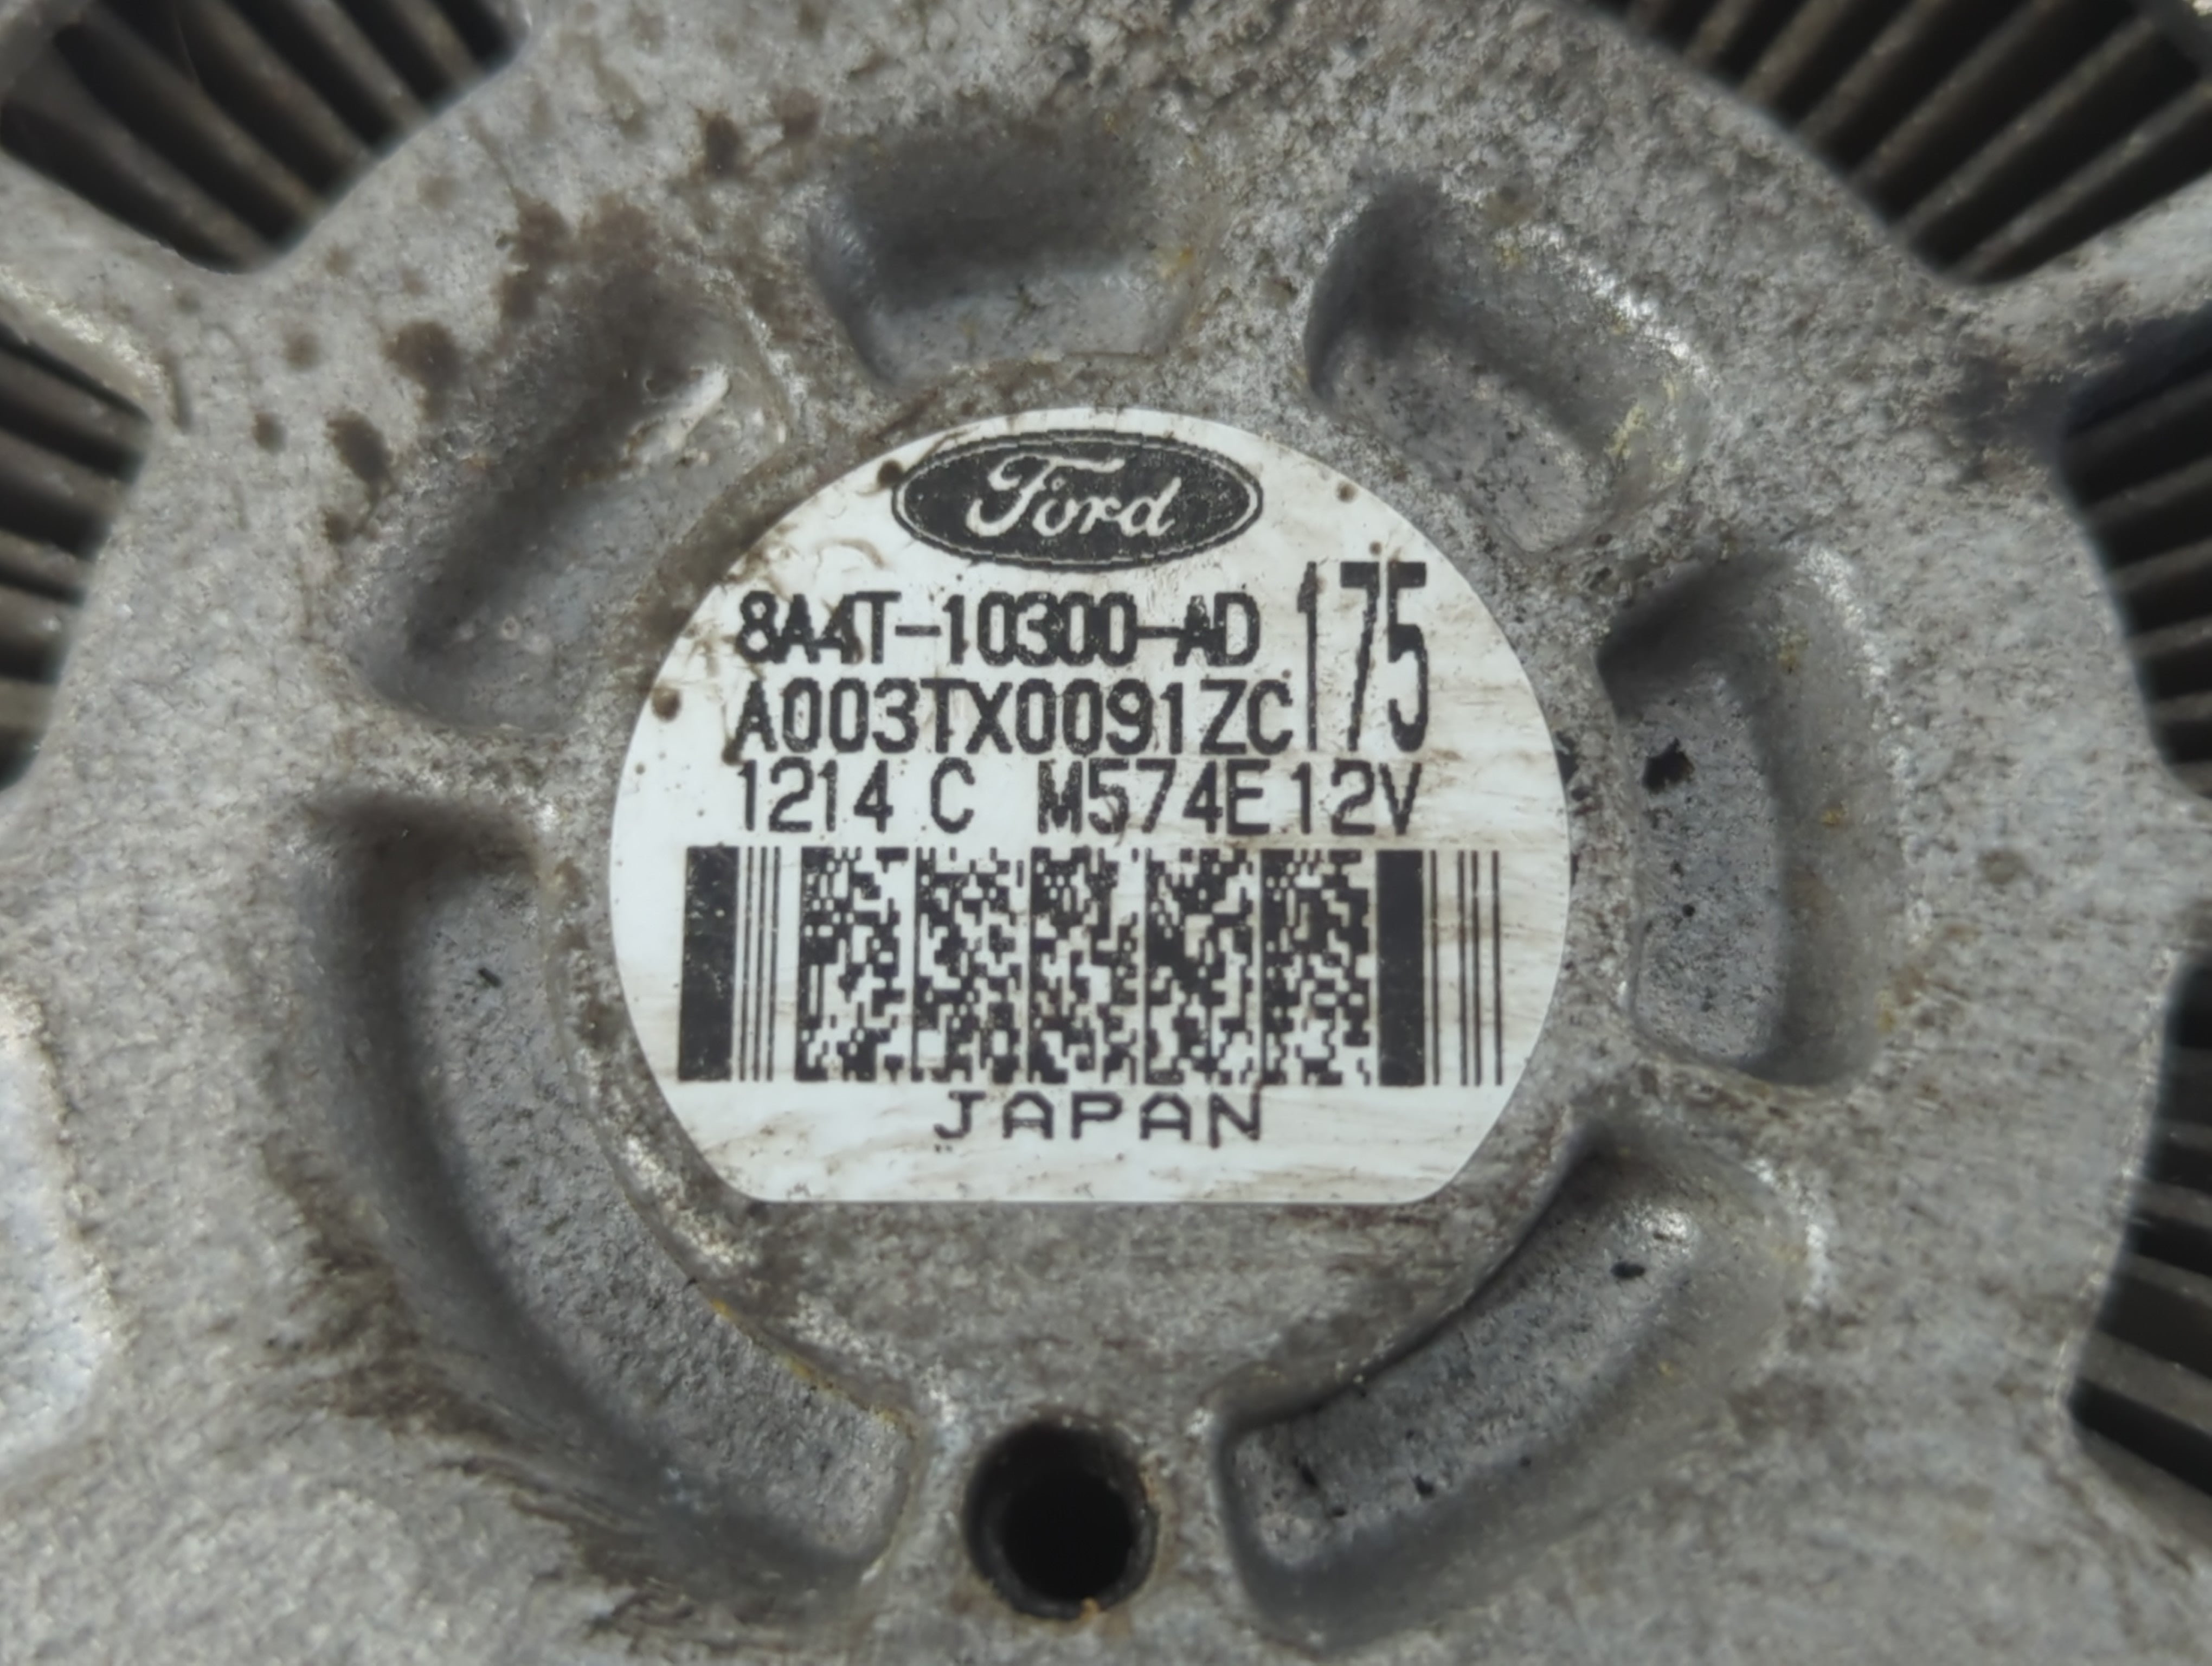 Ford
8A4T-10300-AD 175
A003TX0091ZC
1214 C M574E 12V
JAPAN